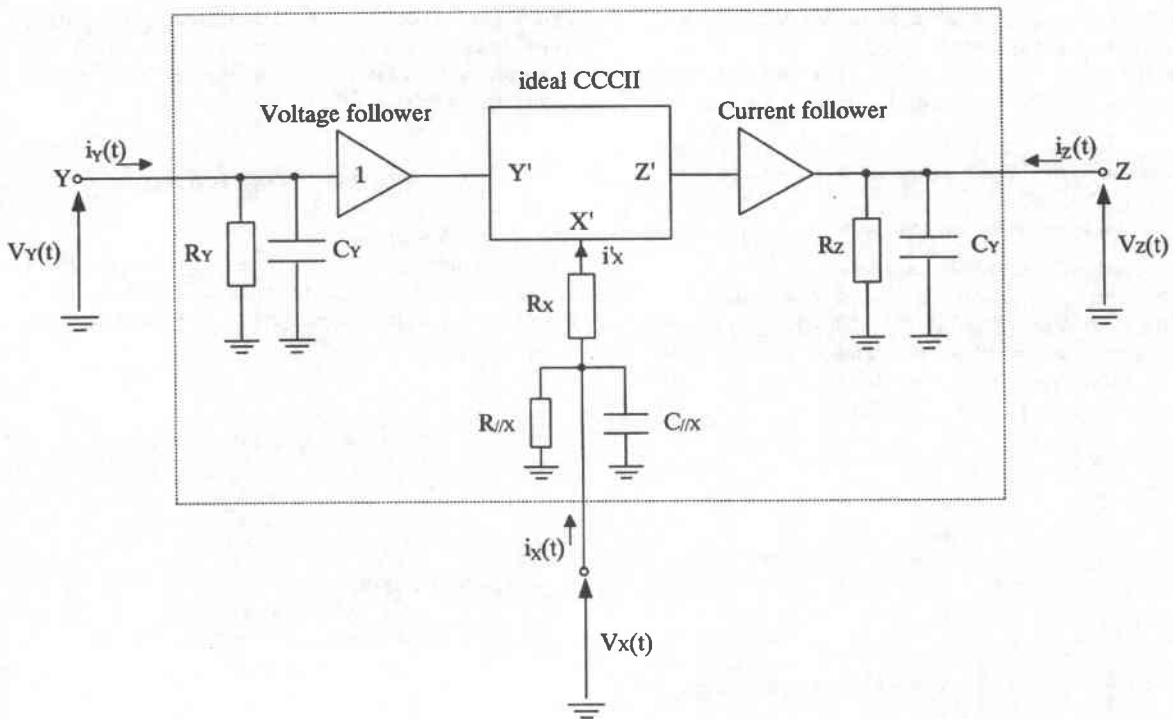 ideal CCCII
Voltage follower
Current follower
iY(t)
iZ(t)
Y
1
Y'
Z'
Z
X'
i'X
VY(t)
RY
CY
RX
RZ
CY
VZ(t)
R//X
C//X
iX(t)
VX(t)